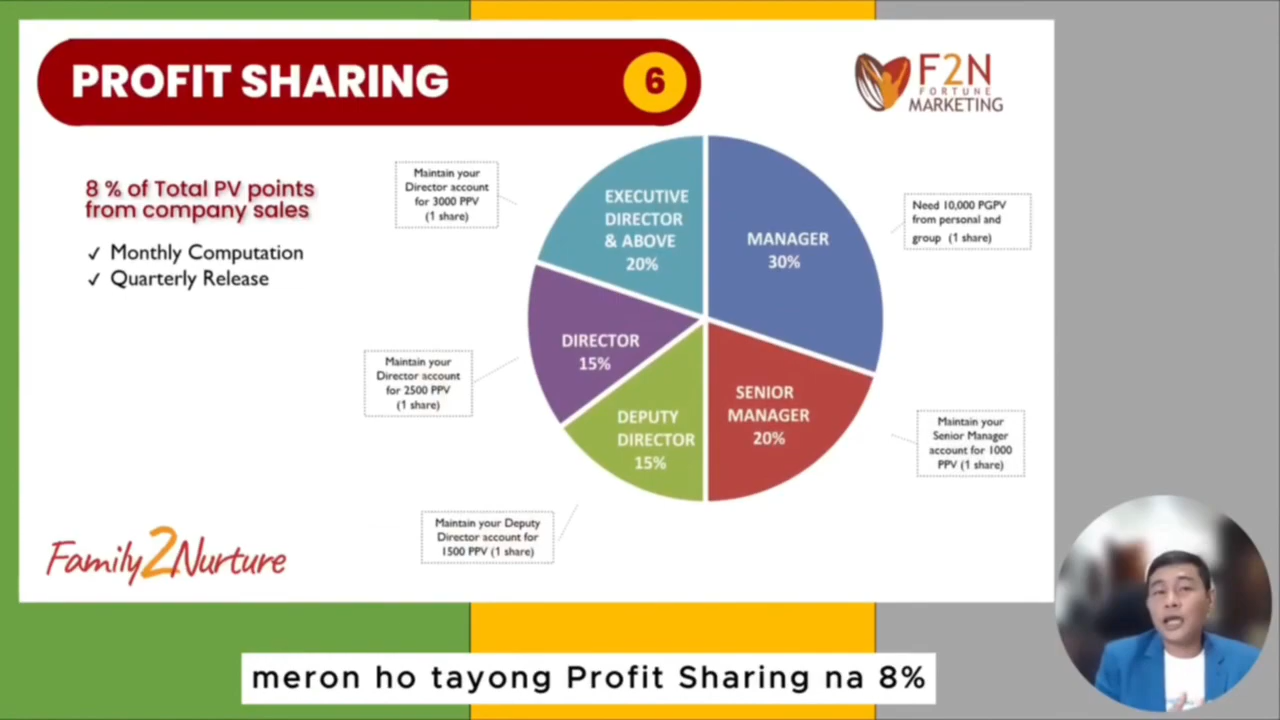 PROFIT SHARING
6
F2N
FORTUNE
MARKETING
8 % of Total PV points
from company sales
✓ Monthly Computation
✓ Quarterly Release
Maintain your
Director account
for 3000 PPV
(1 share)
EXECUTIVE
DIRECTOR
& ABOVE
20%
MANAGER
30%
Need 10,000 PGPV
from personal and
group (1 share)
Maintain your
Director account
for 2500 PPV
(1 share)
DIRECTOR
15%
DEPUTY
DIRECTOR
15%
SENIOR
MANAGER
20%
Maintain your
Senior Manager
account for 1000
PPV (1 share)
Maintain your Deputy
Director account for
1500 PPV (1 share)
Family2Nurture
meron ho tayong Profit Sharing na 8%